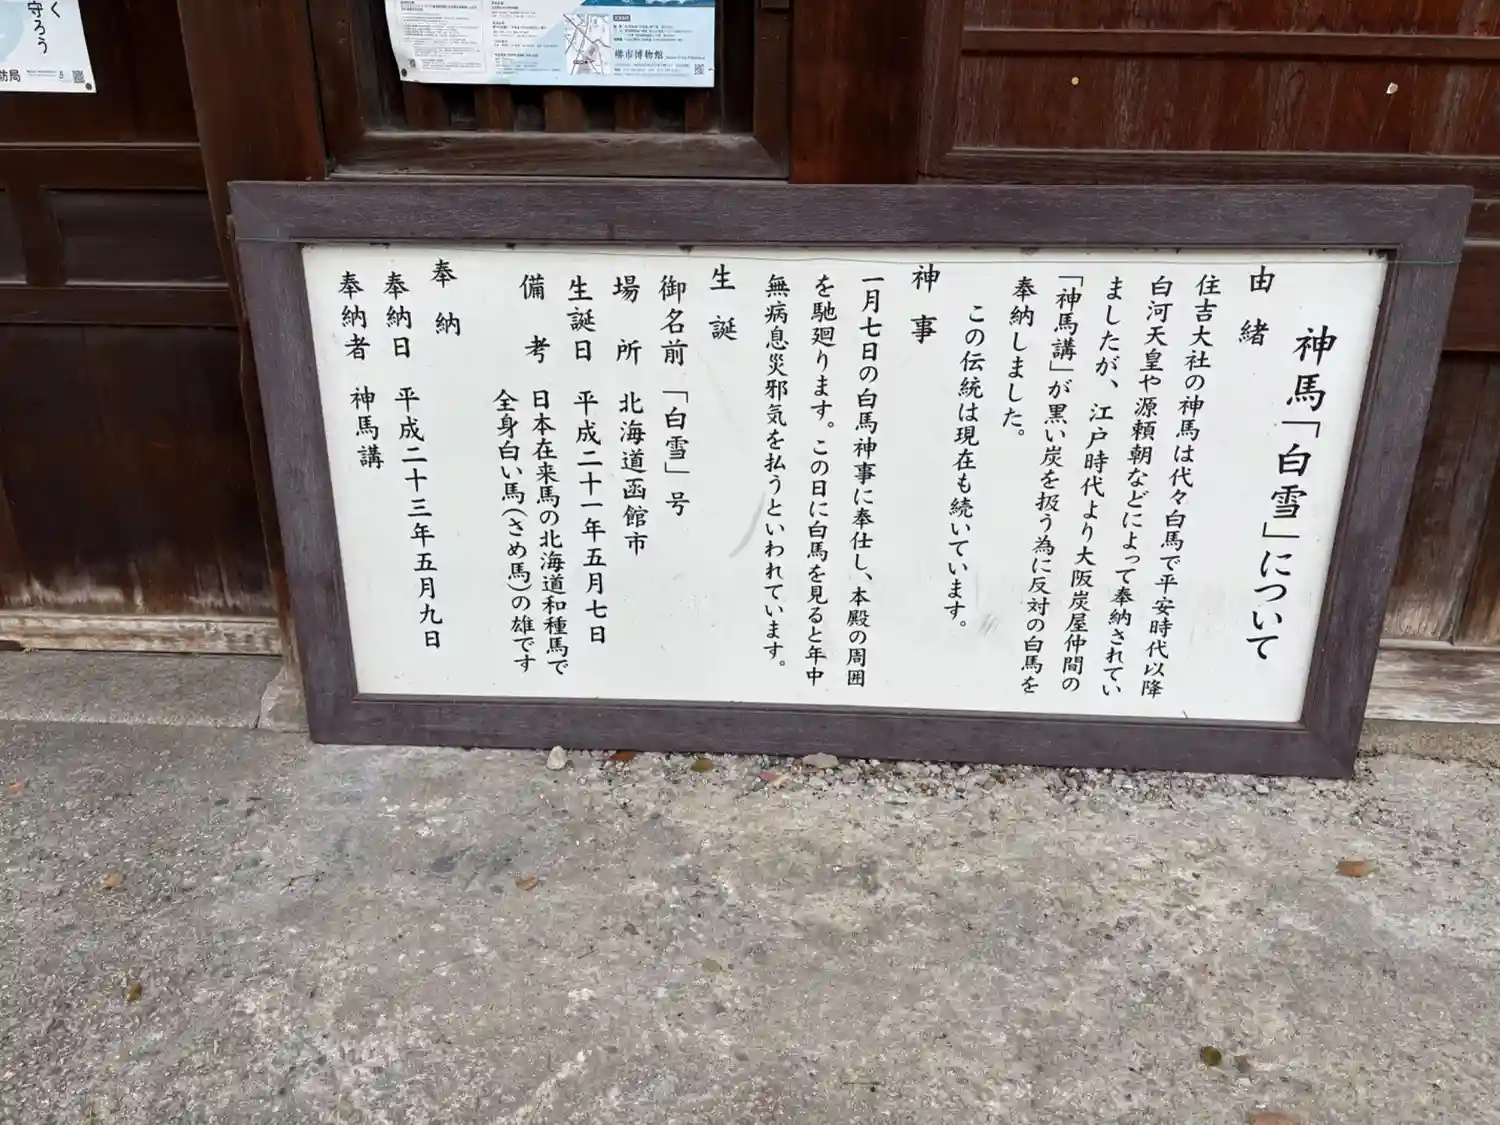 神馬「白雪」について
由緒
住吉大社の神馬は代々白馬で平安時代以降
白河天皇や源頼朝などによって奉納されてい
ましたが、江戸時代より大阪炭屋仲間の
「神馬講」が黒い炭を扱う為に反対の白馬を
奉納しました。
この伝統は現在も続いています。
神事
一月七日の白馬神事に奉仕し、本殿の周囲
を馳廻ります。この日に白馬を見ると年中
無病息災邪気を払うといわれています。
生誕
御名前 「白雪」号
場所 北海道函館市
生誕日 平成二十一年五月七日
備考 日本在来馬の北海道和種馬で
全身白い馬(さめ馬)の雄です
奉納
奉納日 平成二十三年五月九日
奉納者 神馬講
堺市博物館
く
守ろう
防局